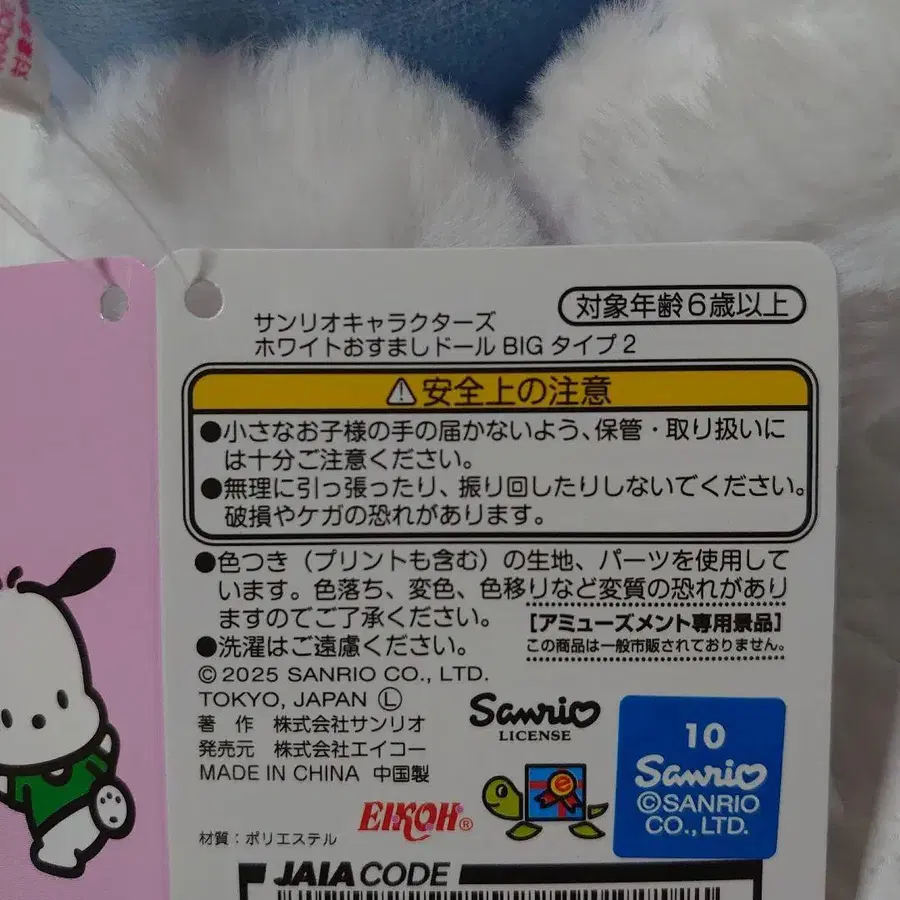 対象年齢6歳以上
サンリオキャラクターズ
ホワイトおすましドール BIG タイプ2
⚠安全上の注意
●小さなお子様の手の届かないよう、保管・取り扱いに
は十分ご注意ください。
●無理に引っ張ったり、振り回したりしないでください。
破損やケガの恐れがあります。
●色つき（プリントも含む）の生地、パーツを使用して
います。色落ち、変色、色移りなど変質の恐れがあり
ますのでご了承ください。
[アミューズメント専用景品]
この商品は一般市販されておりません。
●洗濯はご遠慮ください。
© 2025 SANRIO CO., LTD.
TOKYO, JAPAN Ⓛ
著 作 株式会社サンリオ
発売元 株式会社エイコー
MADE IN CHINA 中国製
Sanrio
LICENSE
10
Sanrio
©SANRIO
CO., LTD.
EIKOH®
e
材質：ポリエステル
JAIA CODE